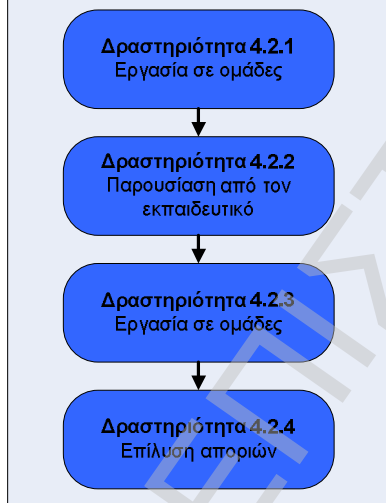 Δραστηριότητα 4.2.1
Εργασία σε ομάδες
Δραστηριότητα 4.2.2
Παρουσίαση από τον
εκπαιδευτικό
Δραστηριότητα 4.2.3
Εργασία σε ομάδες
Δραστηριότητα 4.2.4
Επίλυση αποριών